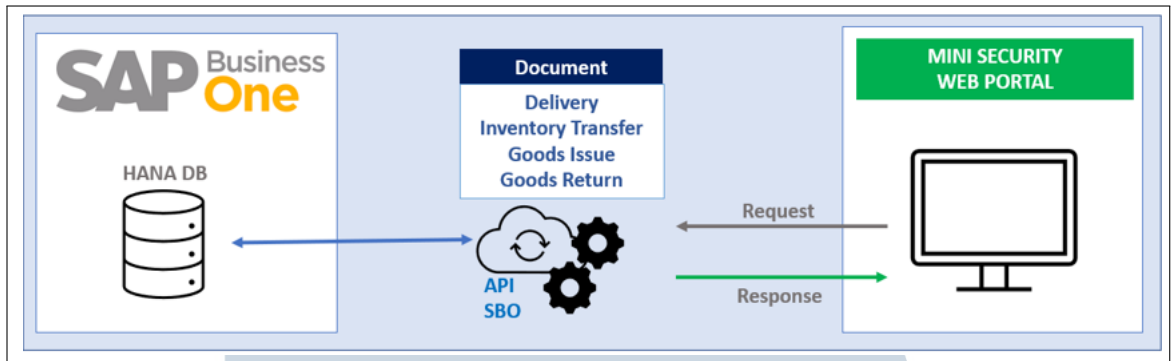 SAP Business
One
HANA DB
Document
Delivery
Inventory Transfer
Goods Issue
Goods Return
API
SBO
Request
Response
MINI SECURITY
WEB PORTAL